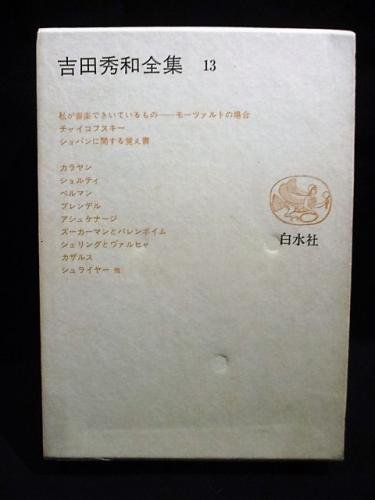 吉田秀和全集 13
私が音楽できいているもの——モーツァルトの場合
チャイコフスキー
ショパンに関する覚え書
カラヤン
ショルティ
ベルマン
ブレンデル
アシュケナージ
ズーカーマンとバレンボイム
シェリングとヴァルヒャ
カザルス
シュライヤー 他
白水社